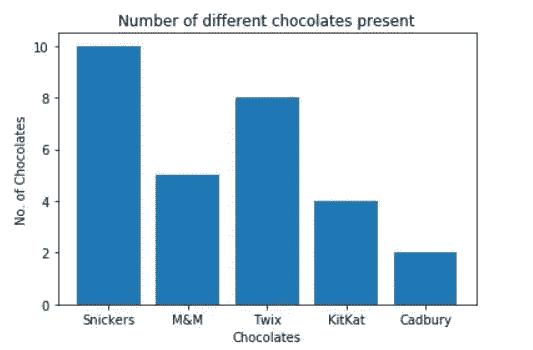 Number of different chocolates present
10
8
6
4
2
0
No. of Chocolates
Snickers M&M Twix KitKat Cadbury
Chocolates